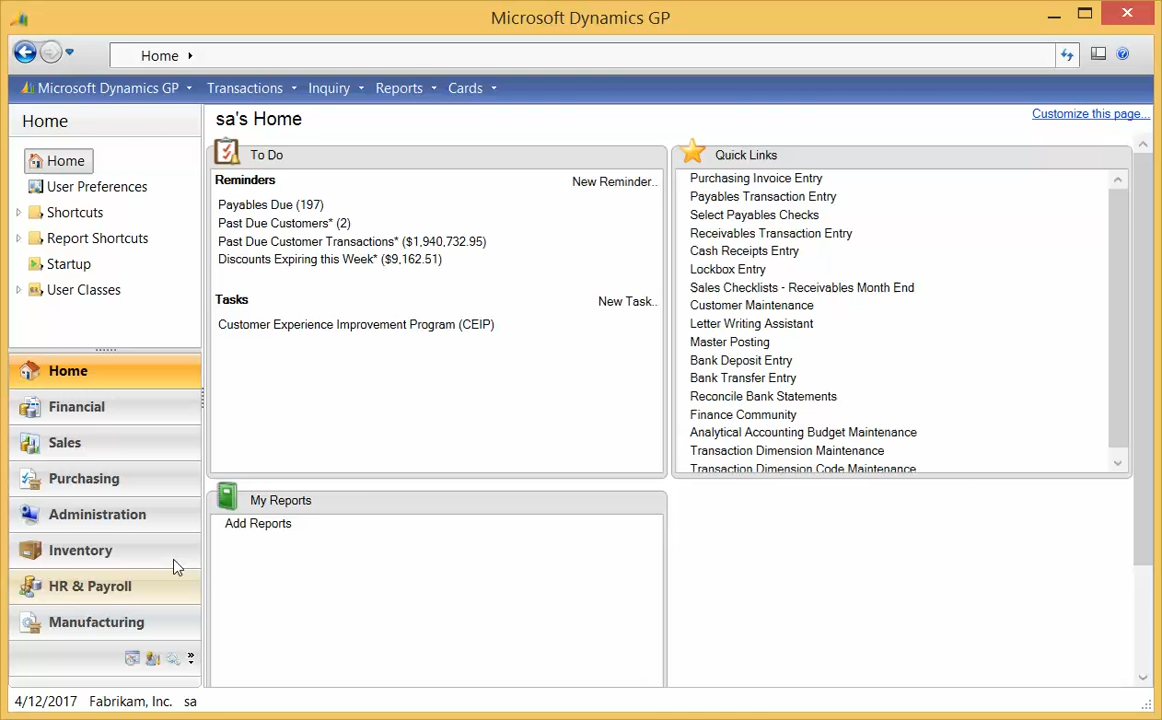 Microsoft Dynamics GP
Home
Microsoft Dynamics GP Transactions Inquiry Reports Cards
Home
Home
User Preferences
Shortcuts
Report Shortcuts
Startup
User Classes
Home
Financial
Sales
Purchasing
Administration
Inventory
HR & Payroll
Manufacturing
sa's Home
Customize this page...
To Do
Reminders
New Reminder..
Payables Due (197)
Past Due Customers* (2)
Past Due Customer Transactions* ($1,940,732.95)
Discounts Expiring this Week* ($9,162.51)
Tasks
New Task..
Customer Experience Improvement Program (CEIP)
Quick Links
Purchasing Invoice Entry
Payables Transaction Entry
Select Payables Checks
Receivables Transaction Entry
Cash Receipts Entry
Lockbox Entry
Sales Checklists - Receivables Month End
Customer Maintenance
Letter Writing Assistant
Master Posting
Bank Deposit Entry
Bank Transfer Entry
Reconcile Bank Statements
Finance Community
Analytical Accounting Budget Maintenance
Transaction Dimension Maintenance
Transaction Dimension Code Maintenance
My Reports
Add Reports
4/12/2017 Fabrikam, Inc. sa